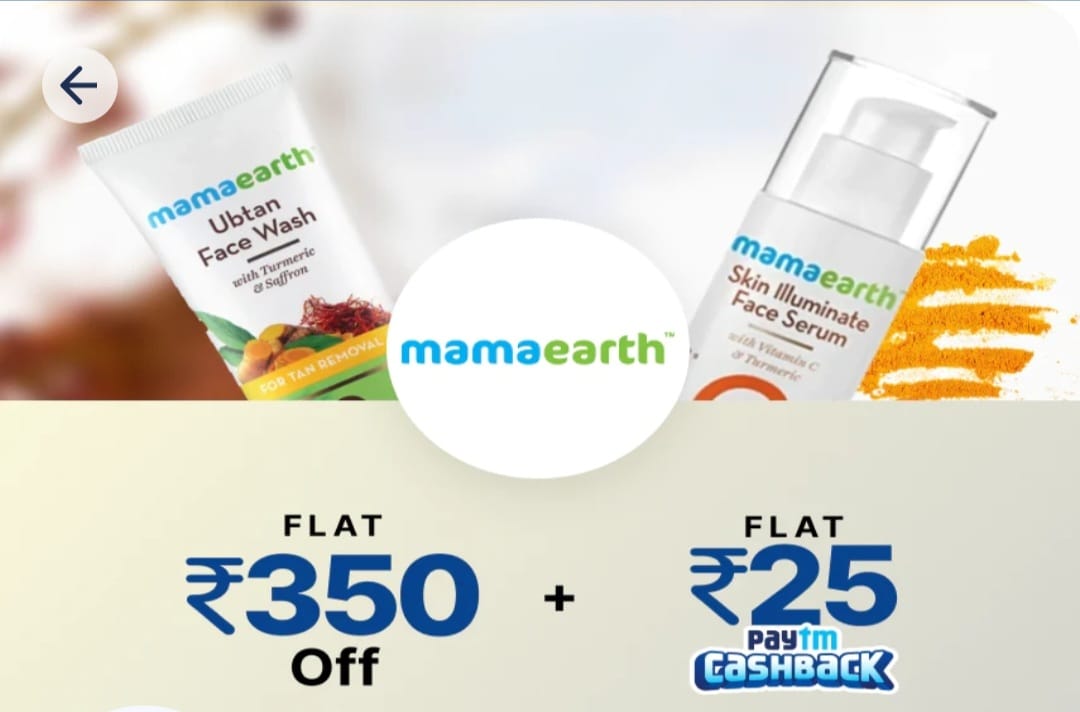 mamaearth
Ubtan
Face Wash
with Turmeric
& Saffron
FOR TAN REMOVAL
mamaearth™
mamaearth
Skin Illuminate
Face Serum
with Vitamin C
& Turmeric
FLAT
₹350
Off
+
FLAT
₹25
paytm
CASHBACK